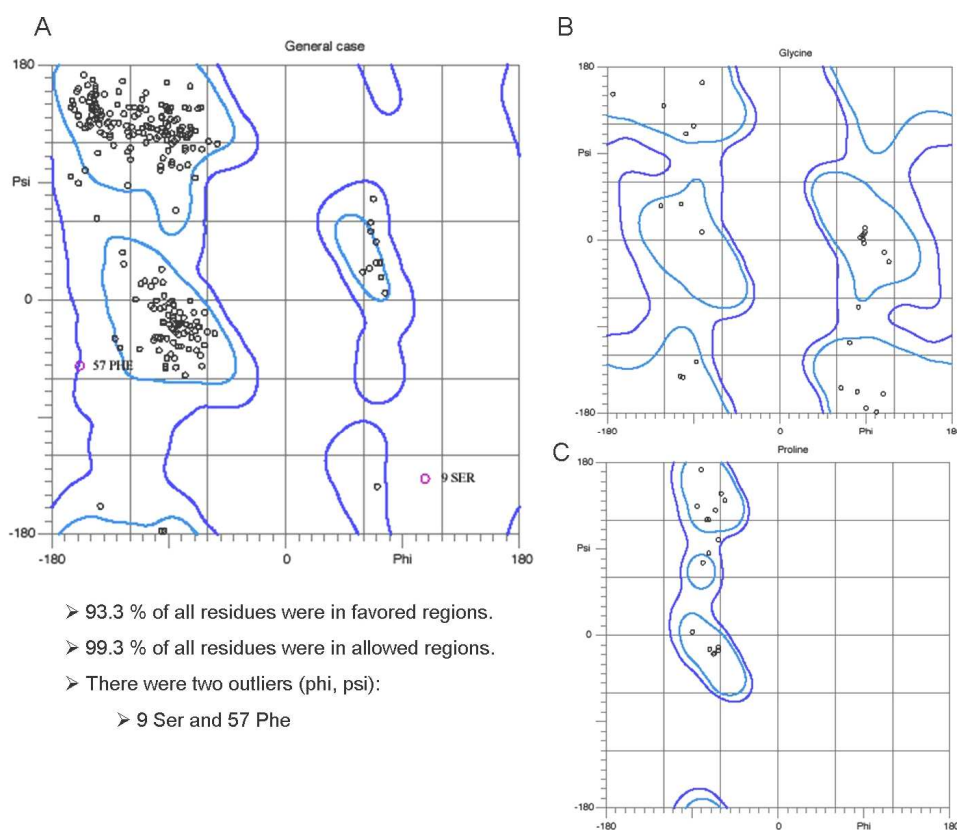 A
General case
180
Psi
0
-180
-180
0
Phi
180
57 PHE
9 SER
B
Glycine
180
Psi
0
-180
-180
0
Phi
180
C
Proline
180
Psi
0
-180
-180
0
Phi
180
➢ 93.3 % of all residues were in favored regions.
➢ 99.3 % of all residues were in allowed regions.
➢ There were two outliers (phi, psi):
➢ 9 Ser and 57 Phe